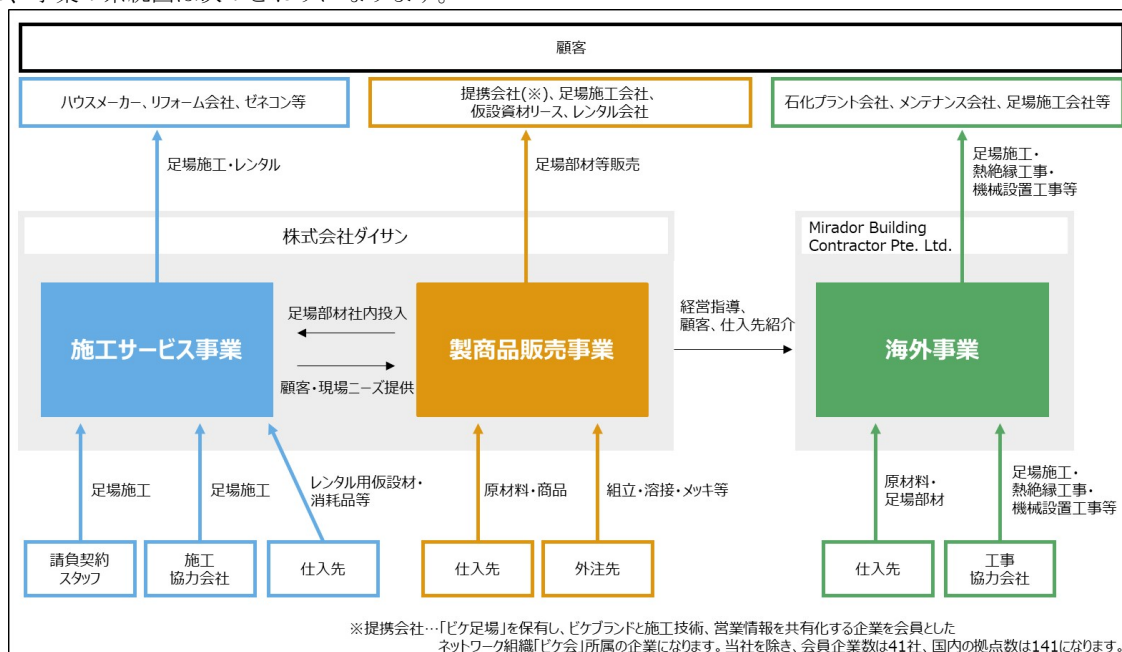 顧客
ハウスメーカー、リフォーム会社、ゼネコン等
提携会社(※)、足場施工会社、
仮設資材リース、レンタル会社
石化プラント会社、メンテナンス会社、足場施工会社等
足場施工・レンタル
足場部材等販売
足場施工・
熱絶縁工事・
機械設置工事等
株式会社ダイサン
Mirador Building
Contractor Pte. Ltd.
施工サービス事業
足場部材社内投入
顧客・現場ニーズ提供
製商品販売事業
経営指導、
顧客、仕入先紹介
海外事業
足場施工
足場施工
レンタル用仮設材・
消耗品等
原材料・商品
組立・溶接・メッキ等
原材料・
足場部材
足場施工・
熱絶縁工事・
機械設置工事等
請負契約
スタッフ
施工
協力会社
仕入先
仕入先
外注先
仕入先
工事
協力会社
※提携会社…「ビケ足場」を保有し、ビケブランドと施工技術、営業情報を共有化する企業を会員とした
ネットワーク組織「ビケ会」所属の企業になります。当社を除き、会員企業数は41社、国内の拠点数は141になります。